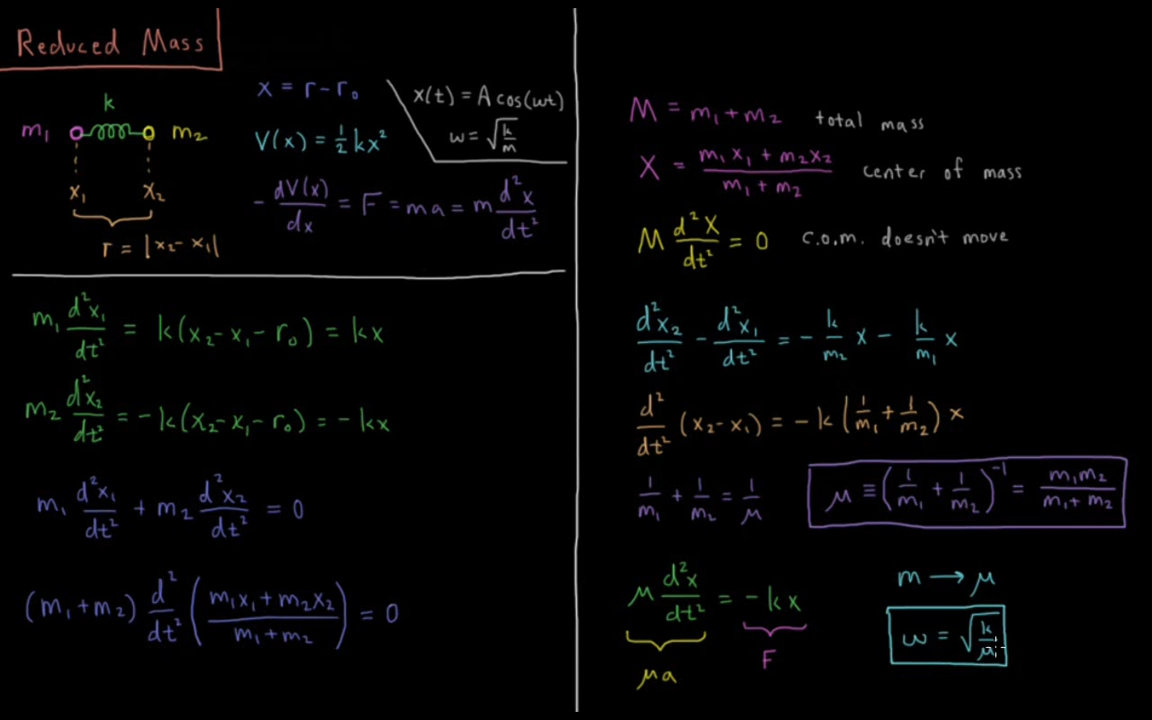 Reduced Mass
k
m₁ m₂
x₁ x₂
r = |x₂ - x₁|
x = r - r₀
V(x) = ½ kx²
- dV(x)/dx = F = ma = m d²x/dt²
x(t) = A cos(ωt)
ω = √(k/m)
m₁ d²x₁/dt² = k(x₂ - x₁ - r₀) = kx
m₂ d²x₂/dt² = -k(x₂ - x₁ - r₀) = -kx
m₁ d²x₁/dt² + m₂ d²x₂/dt² = 0
(m₁ + m₂) d²/dt² ((m₁x₁ + m₂x₂)/(m₁ + m₂)) = 0
M = m₁ + m₂ total mass
X = (m₁x₁ + m₂x₂)/(m₁ + m₂) center of mass
M d²X/dt² = 0 c.o.m. doesn't move
d²x₂/dt² - d²x₁/dt² = - k/m₂ x - k/m₁ x
d²/dt² (x₂ - x₁) = -k (1/m₁ + 1/m₂) x
1/m₁ + 1/m₂ = 1/μ
μ ≡ (1/m₁ + 1/m₂)⁻¹ = m₁m₂/(m₁ + m₂)
μ d²x/dt² = -kx
μa F
m → μ
ω = √(k/μ)